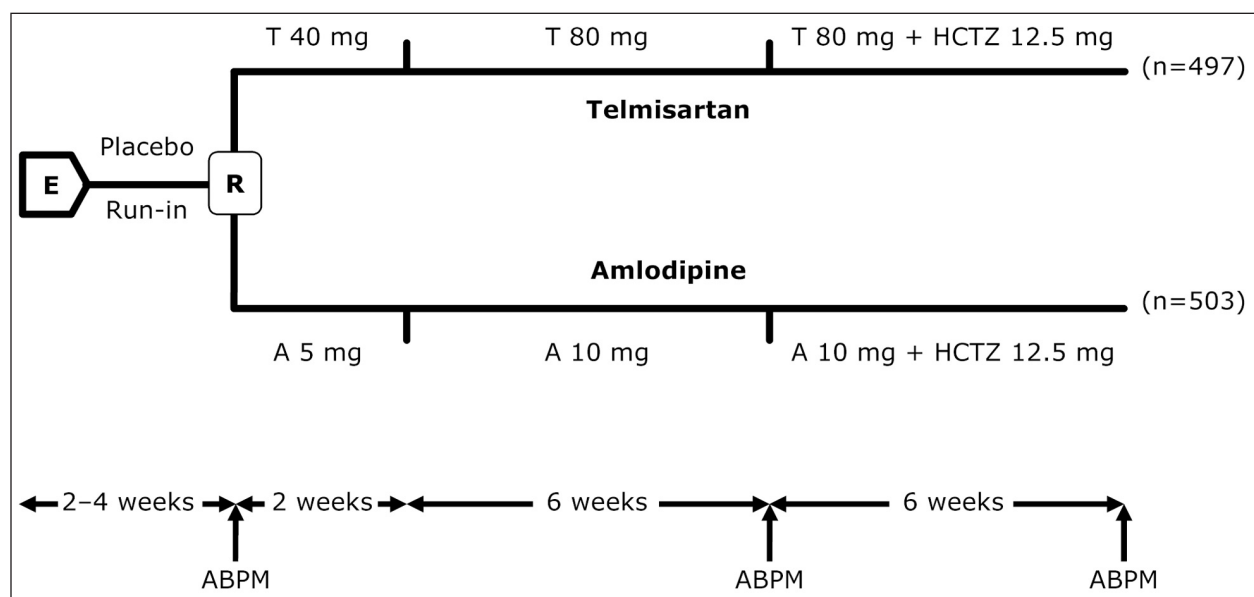 T 40 mg
T 80 mg
T 80 mg + HCTZ 12.5 mg
(n=497)
Telmisartan
Placebo
E
R
Run-in
Amlodipine
(n=503)
A 5 mg
A 10 mg
A 10 mg + HCTZ 12.5 mg
2–4 weeks
2 weeks
6 weeks
6 weeks
ABPM
ABPM
ABPM